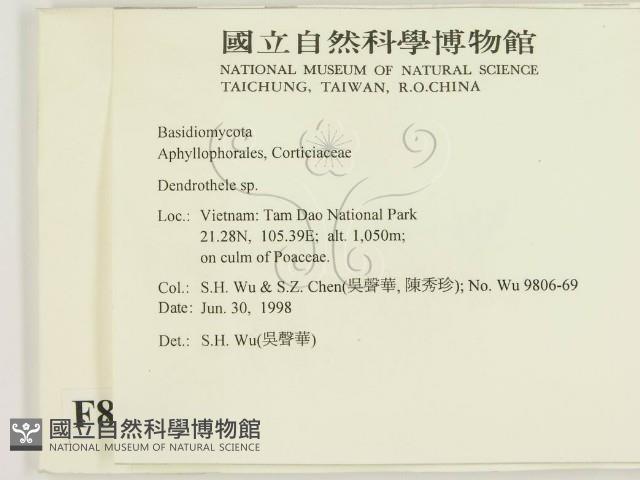 國立自然科學博物館
NATIONAL MUSEUM OF NATURAL SCIENCE
TAICHUNG, TAIWAN, R.O.CHINA
Basidiomycota
Aphyllophorales, Corticiaceae
Dendrothele sp.
Loc.: Vietnam: Tam Dao National Park
21.28N, 105.39E; alt. 1,050m;
on culm of Poaceae.
Col.: S.H. Wu & S.Z. Chen(吳聲華, 陳秀珍); No. Wu 9806-69
Date: Jun. 30, 1998
Det.: S.H. Wu(吳聲華)
F8
國立自然科學博物館
NATIONAL MUSEUM OF NATURAL SCIENCE